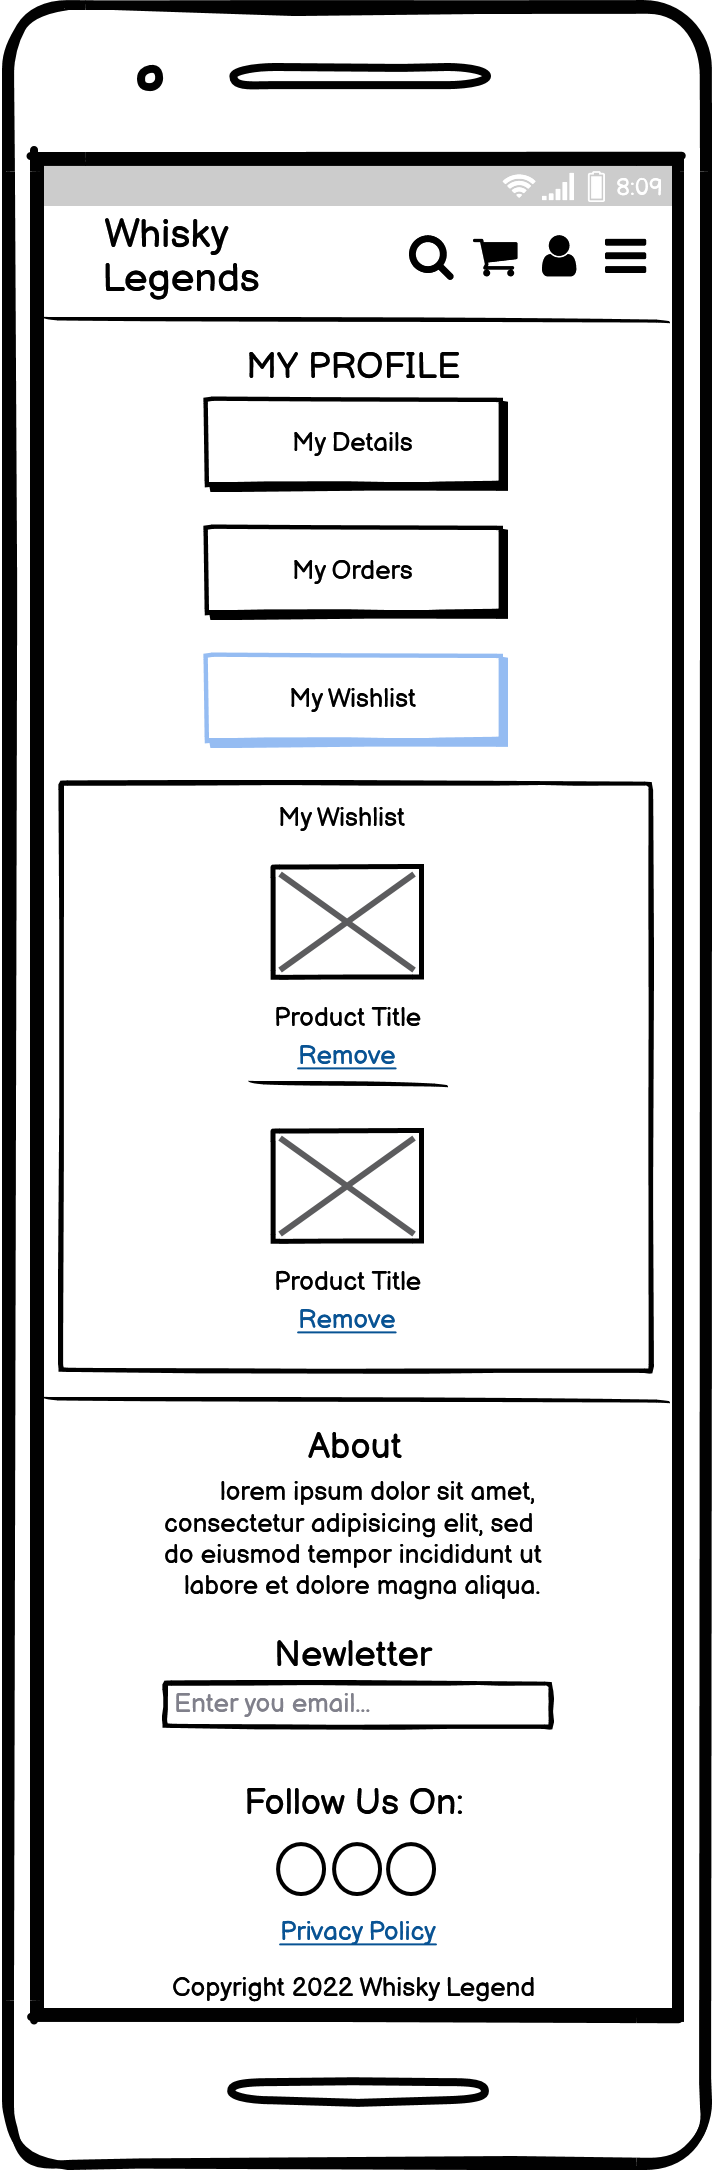 8:09
Whisky
Legends
MY PROFILE
My Details
My Orders
My Wishlist
My Wishlist
Product Title
Remove
Product Title
Remove
About
lorem ipsum dolor sit amet,
consectetur adipisicing elit, sed
do eiusmod tempor incididunt ut
labore et dolore magna aliqua.
Newletter
Enter you email...
Follow Us On:
Privacy Policy
Copyright 2022 Whisky Legend